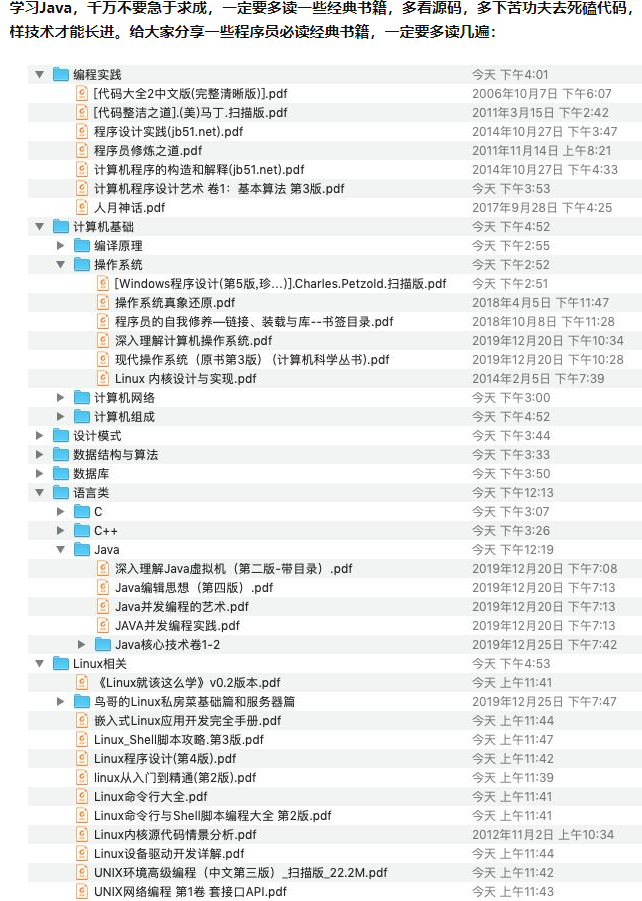 学习Java，千万不要急于求成，一定要多读一些经典书籍，多看源码，多下苦功夫去死磕代码，
样技术才能长进。给大家分享一些程序员必读经典书籍，一定要多读几遍：
编程实践 今天 下午4:01
[代码大全2中文版(完整清晰版)].pdf 2006年10月7日 下午6:07
[代码整洁之道].(美)马丁.扫描版.pdf 2011年3月15日 下午2:42
程序设计实践(jb51.net).pdf 2014年10月27日 下午3:47
程序员修炼之道.pdf 2011年11月14日 上午8:21
计算机程序的构造和解释(jb51.net).pdf 2014年10月27日 下午4:33
计算机程序设计艺术 卷1：基本算法 第3版.pdf 今天 下午3:53
人月神话.pdf 2017年9月28日 下午4:25
计算机基础 今天 下午4:52
编译原理 今天 下午2:55
操作系统 今天 下午2:52
[Windows程序设计(第5版,珍...)].Charles.Petzold.扫描版.pdf 今天 下午2:51
操作系统真象还原.pdf 2018年4月5日 下午11:47
程序员的自我修养—链接、装载与库--书签目录.pdf 2018年10月8日 下午11:28
深入理解计算机操作系统.pdf 2019年12月20日 下午10:34
现代操作系统（原书第3版）(计算机科学丛书).pdf 2019年12月20日 下午10:28
Linux 内核设计与实现.pdf 2014年2月5日 下午7:39
计算机网络 今天 下午3:00
计算机组成 今天 下午4:52
设计模式 今天 下午3:44
数据结构与算法 今天 下午3:33
数据库 今天 下午3:50
语言类 今天 下午12:13
C 今天 下午3:07
C++ 今天 下午3:26
Java 今天 下午12:19
深入理解Java虚拟机（第二版-带目录）.pdf 2019年12月20日 下午7:08
Java编辑思想（第四版）.pdf 2019年12月20日 下午7:13
Java并发编程的艺术.pdf 2019年12月20日 下午7:13
JAVA并发编程实践.pdf 2019年12月20日 下午7:13
Java核心技术卷1-2 2019年12月25日 下午7:42
Linux相关 今天 下午4:53
《Linux就该这么学》v0.2版本.pdf 今天 上午11:41
鸟哥的Linux私房菜基础篇和服务器篇 2019年12月25日 下午7:47
嵌入式Linux应用开发完全手册.pdf 今天 上午11:44
Linux_Shell脚本攻略.第3版.pdf 今天 上午11:47
Linux程序设计(第4版).pdf 今天 上午11:42
linux从入门到精通(第2版).pdf 今天 上午11:39
Linux命令行大全.pdf 今天 上午11:41
Linux命令行与Shell脚本编程大全 第2版.pdf 今天 上午11:41
Linux内核源代码情景分析.pdf 2012年11月2日 上午10:34
Linux设备驱动开发详解.pdf 今天 上午11:44
UNIX环境高级编程（中文第三版）_扫描版_22.2M.pdf 今天 上午11:42
UNIX网络编程 第1卷 套接口API.pdf 今天 上午11:43